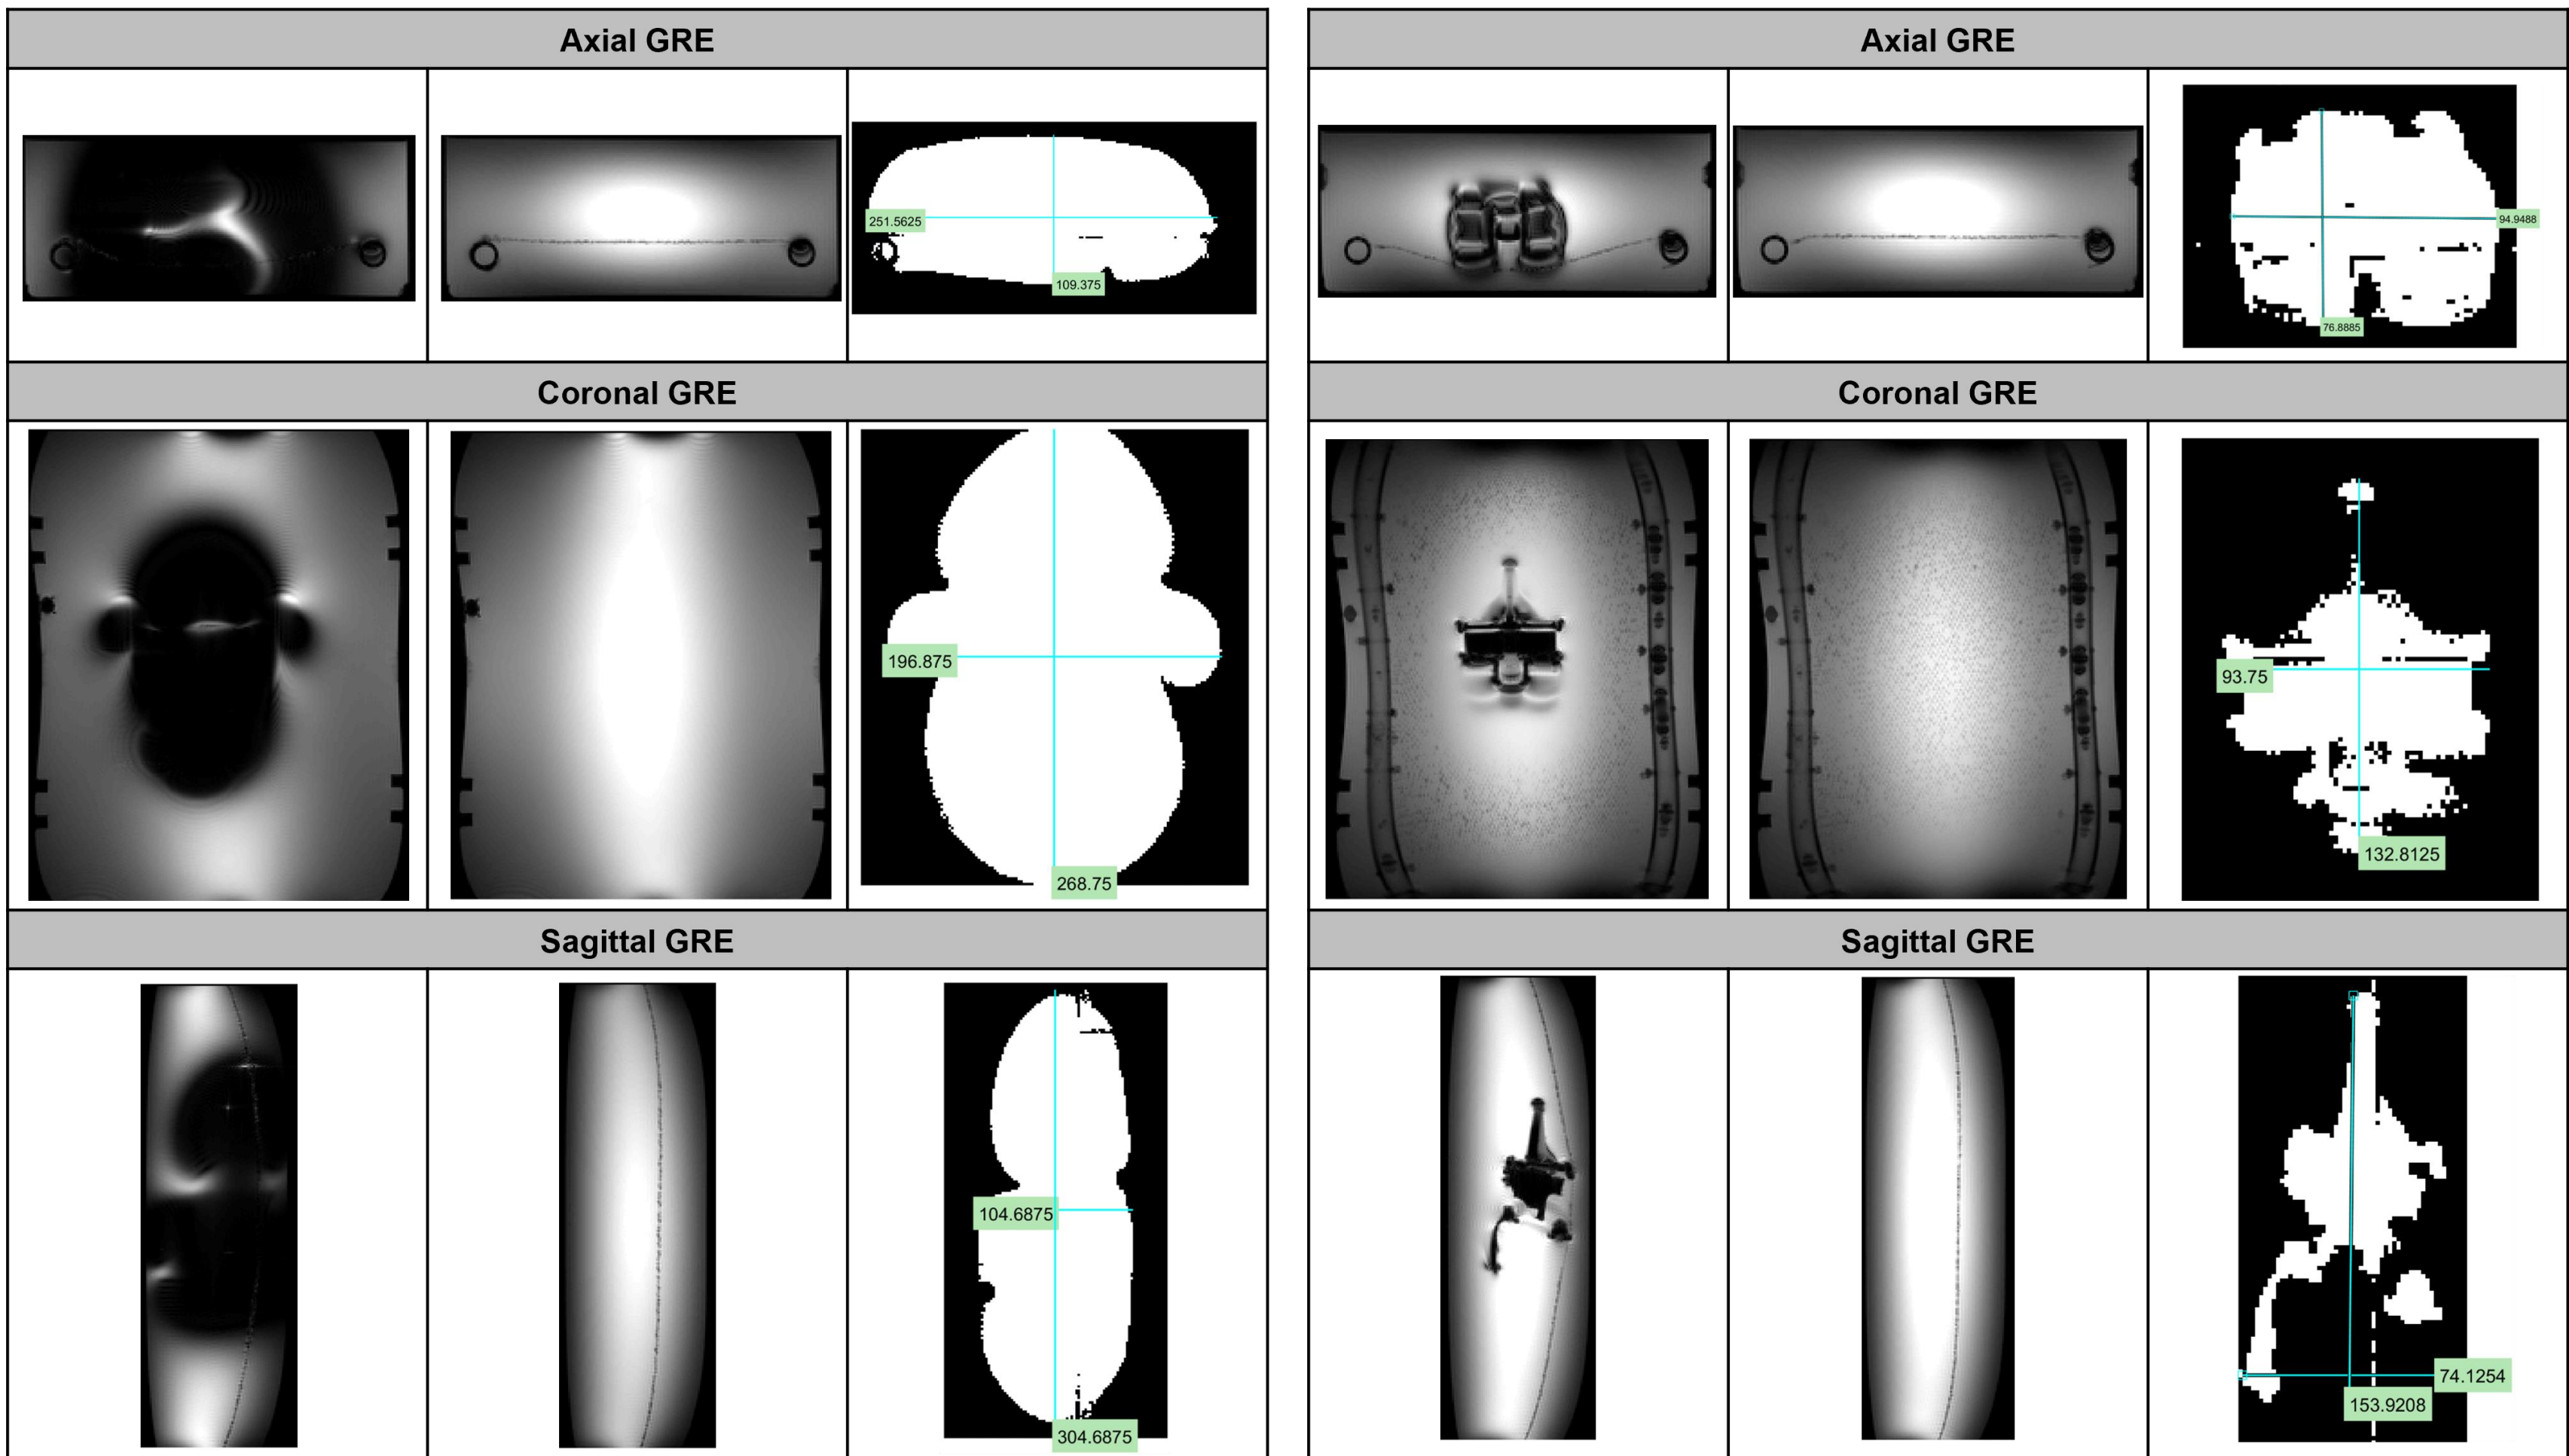 Axial GRE
251.5625
109.375
Coronal GRE
196.875
268.75
Sagittal GRE
104.6875
304.6875
Axial GRE
94.9488
76.8885
Coronal GRE
93.75
132.8125
Sagittal GRE
74.1254
153.9208